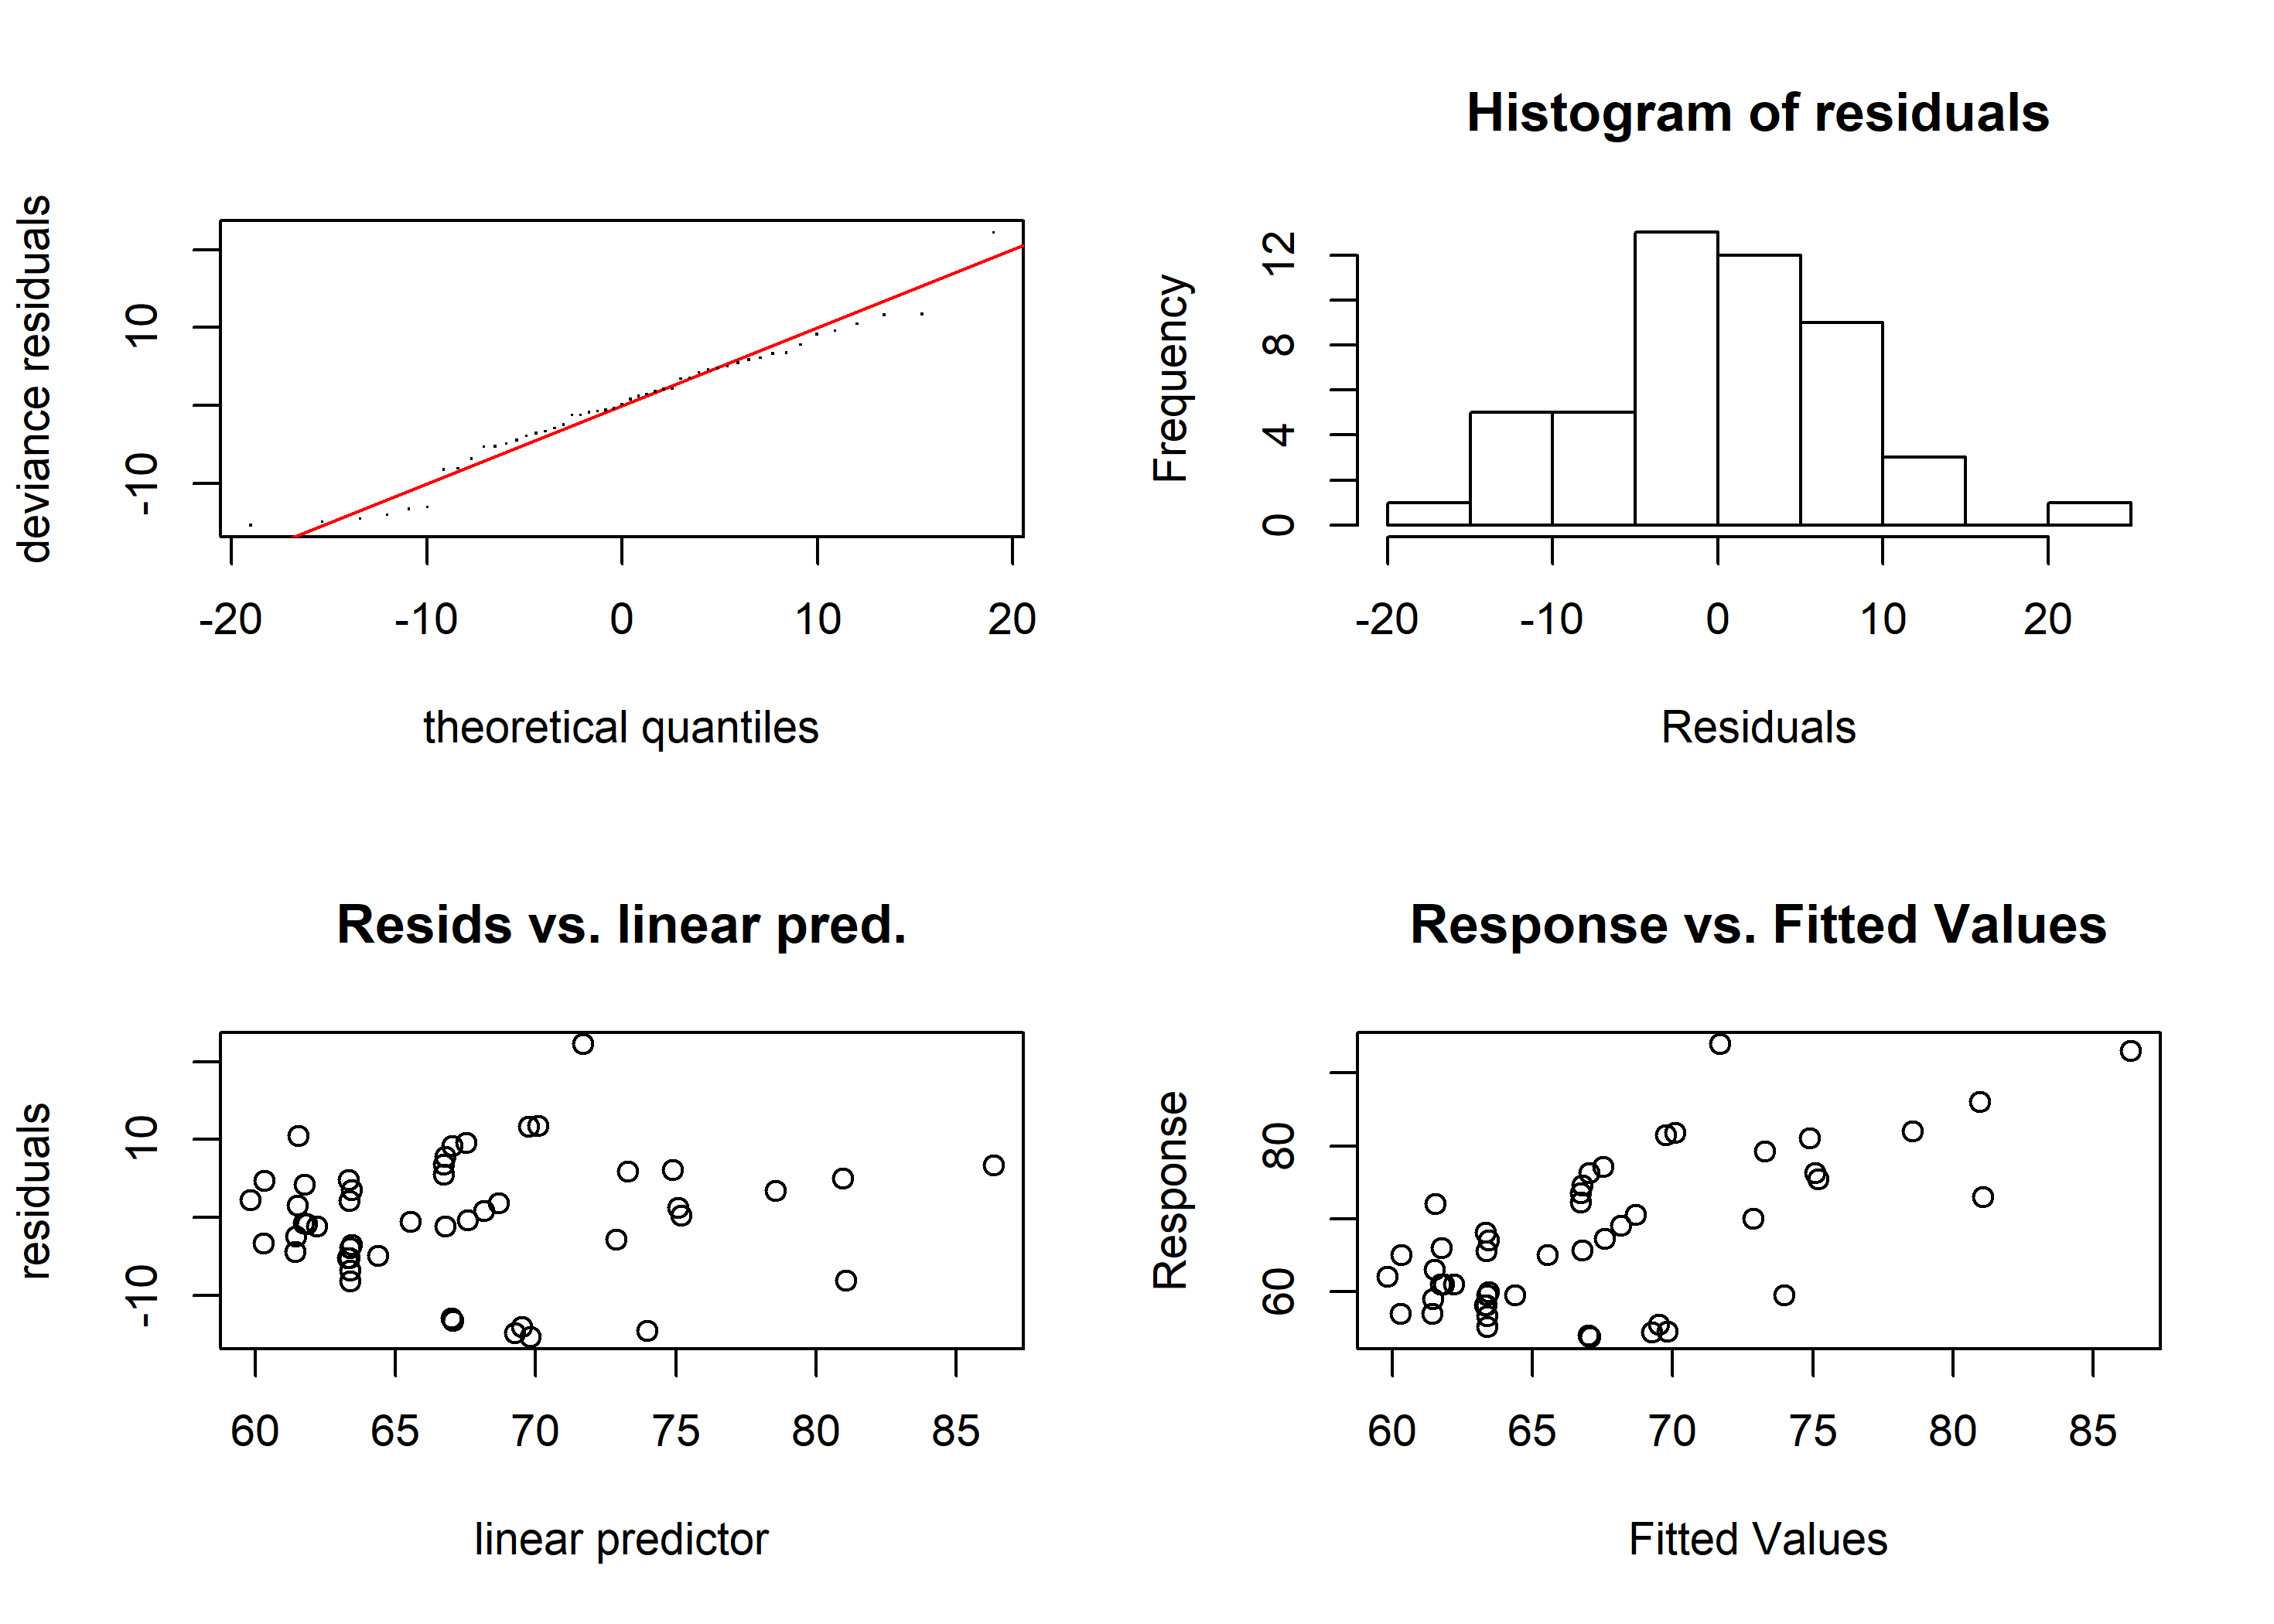 deviance residuals
10
-10
-20 -10 0 10 20
theoretical quantiles
Histogram of residuals
Frequency
12
8
4
0
-20 -10 0 10 20
Residuals
Resids vs. linear pred.
residuals
10
-10
60 65 70 75 80 85
linear predictor
Response vs. Fitted Values
Response
80
60
60 65 70 75 80 85
Fitted Values